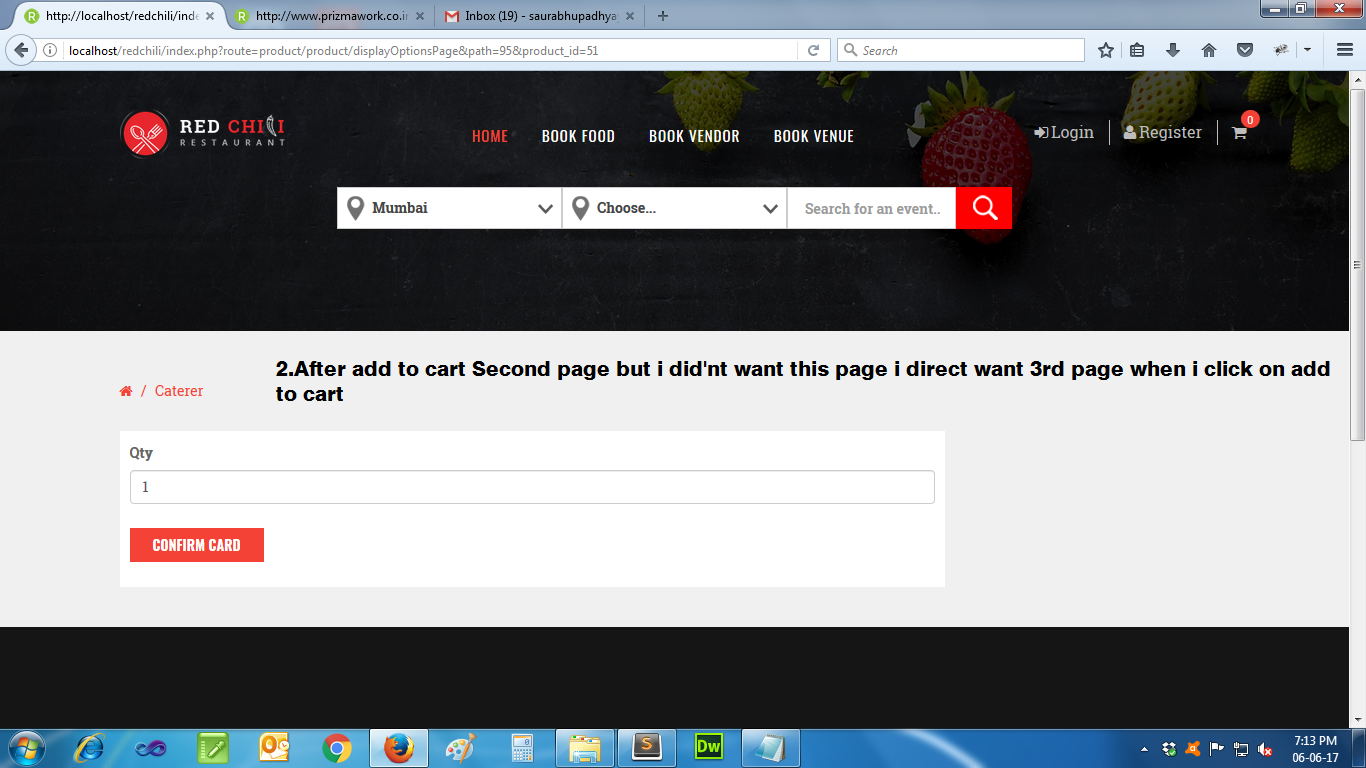 http://localhost/redchili/inde
http://www.prizmawork.co.in
Inbox (19) - saurabhupadhya
localhost/redchili/index.php?route=product/product/displayOptionsPage&path=95&product_id=51
Search
RED CHILI
RESTAURANT
HOME
BOOK FOOD
BOOK VENDOR
BOOK VENUE
Login
Register
0
Mumbai
Choose...
Search for an event..
2.After add to cart Second page but i did'nt want this page i direct want 3rd page when i click on add
to cart
/ Caterer
Qty
1
CONFIRM CARD
S
Dw
7:13 PM
06-06-17